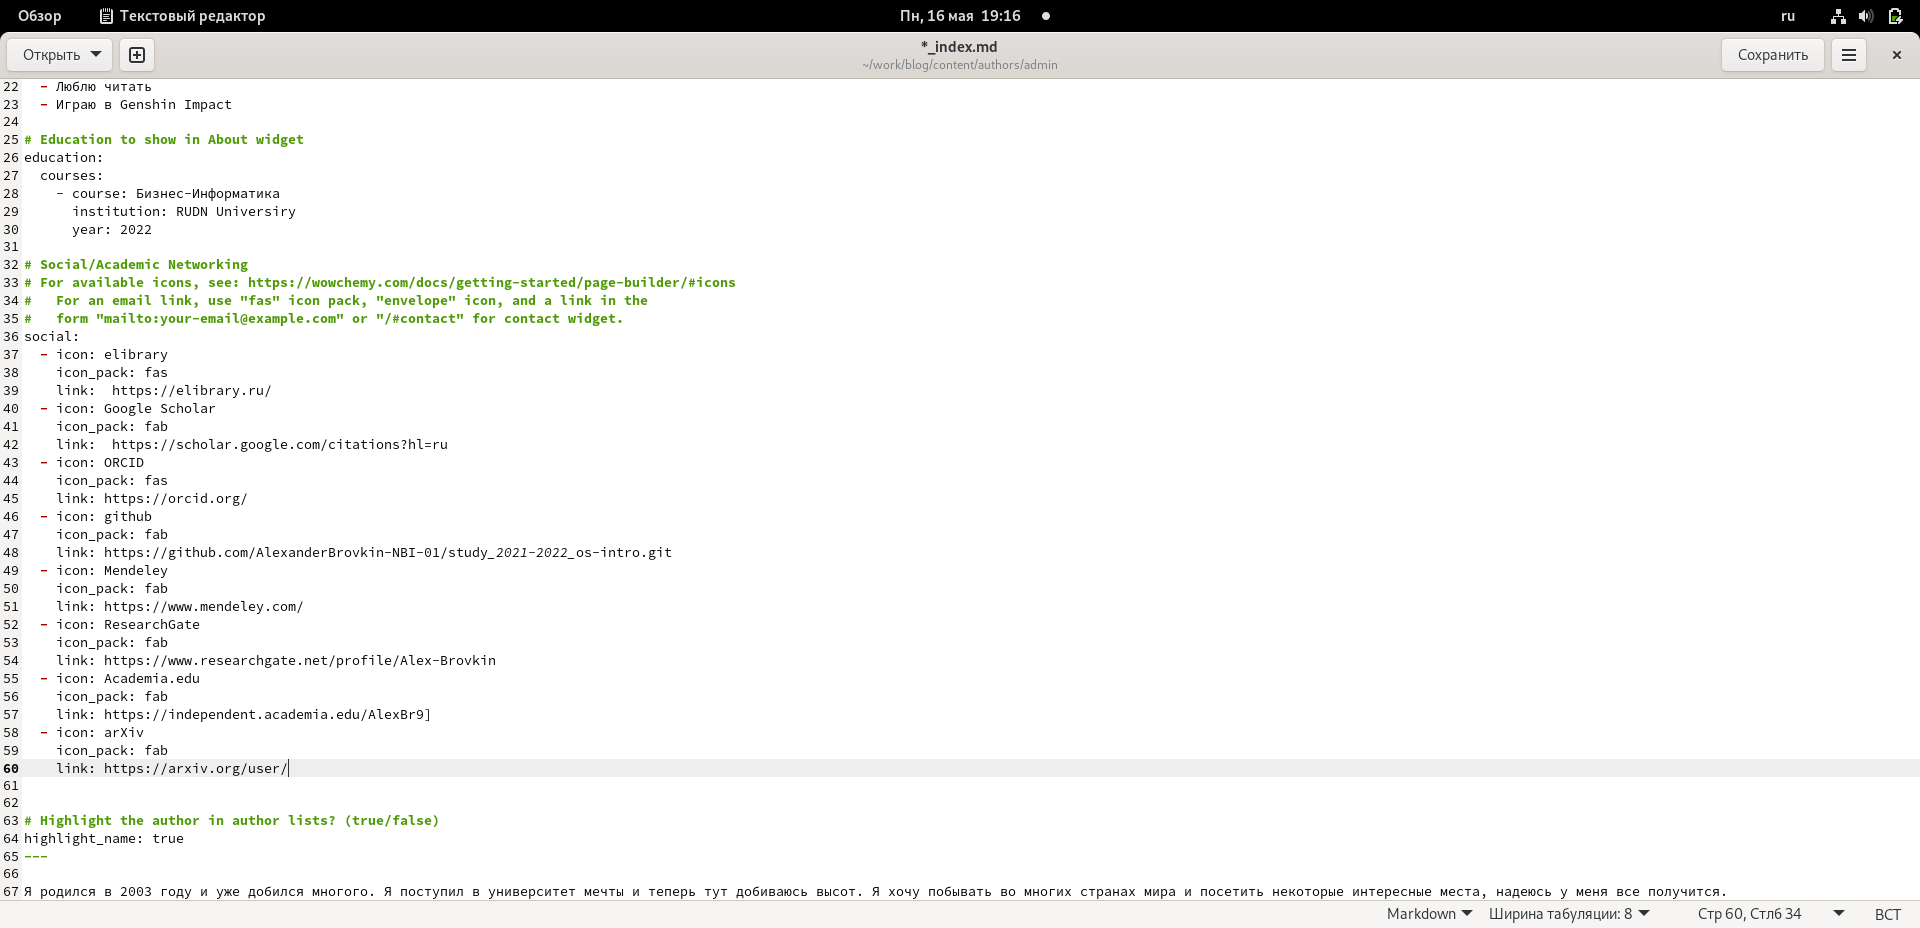 Обзор Текстовый редактор Пн, 16 мая 19:16 ru
Открыть *_index.md Сохранить
~/work/blog/content/authors/admin
22 - Люблю читать
23 - Играю в Genshin Impact
24
25 # Education to show in About widget
26 education:
27 courses:
28 - course: Бизнес-Информатика
29 institution: RUDN Universiry
30 year: 2022
31
32 # Social/Academic Networking
33 # For available icons, see: https://wowchemy.com/docs/getting-started/page-builder/#icons
34 # For an email link, use "fas" icon pack, "envelope" icon, and a link in the
35 # form "mailto:your-email@example.com" or "/#contact" for contact widget.
36 social:
37 - icon: elibrary
38 icon_pack: fas
39 link:  https://elibrary.ru/
40 - icon: Google Scholar
41 icon_pack: fab
42 link:  https://scholar.google.com/citations?hl=ru
43 - icon: ORCID
44 icon_pack: fas
45 link: https://orcid.org/
46 - icon: github
47 icon_pack: fab
48 link: https://github.com/AlexanderBrovkin-NBI-01/study_2021-2022_os-intro.git
49 - icon: Mendeley
50 icon_pack: fab
51 link: https://www.mendeley.com/
52 - icon: ResearchGate
53 icon_pack: fab
54 link: https://www.researchgate.net/profile/Alex-Brovkin
55 - icon: Academia.edu
56 icon_pack: fab
57 link: https://independent.academia.edu/AlexBr9]
58 - icon: arXiv
59 icon_pack: fab
60 link: https://arxiv.org/user/
61
62
63 # Highlight the author in author lists? (true/false)
64 highlight_name: true
65 ---
66
67 Я родился в 2003 году и уже добился многого. Я поступил в университет мечты и теперь тут добиваюсь высот. Я хочу побывать во многих странах мира и посетить некоторые интересные места, надеюсь у меня все получится.
Markdown Ширина табуляции: 8 Стр 60, Стлб 34 ВСТ